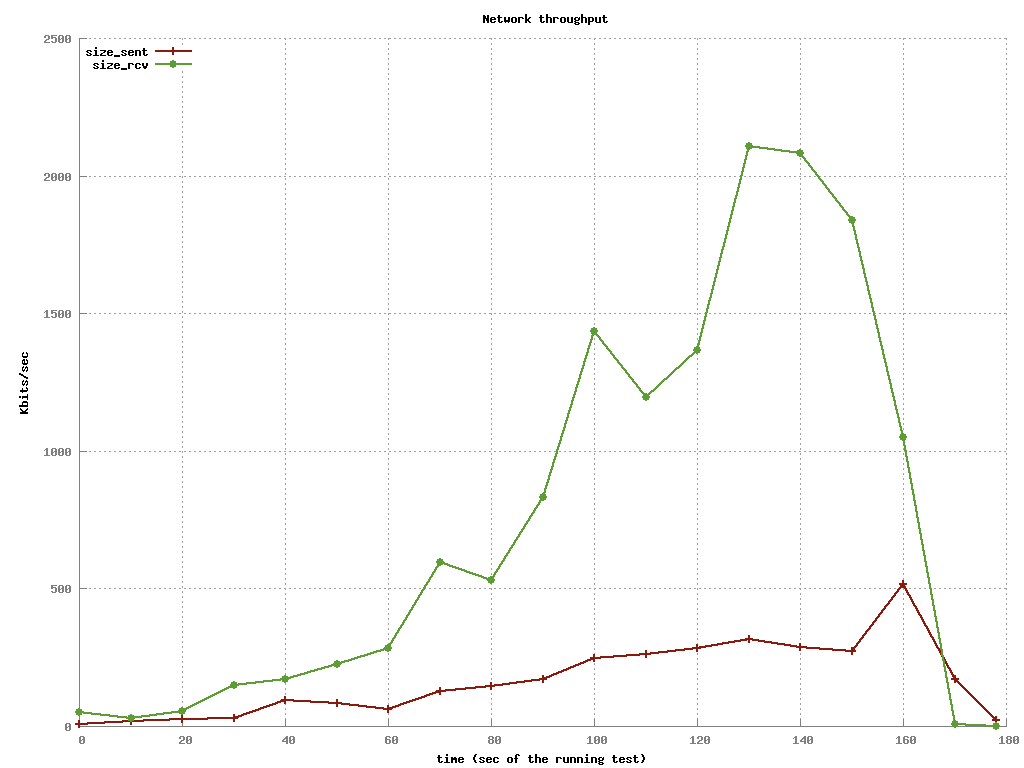 Network throughput
2500
size_sent
size_rcv
2000
1500
Kbits/sec
1000
500
0
0 20 40 60 80 100 120 140 160 180
time (sec of the running test)